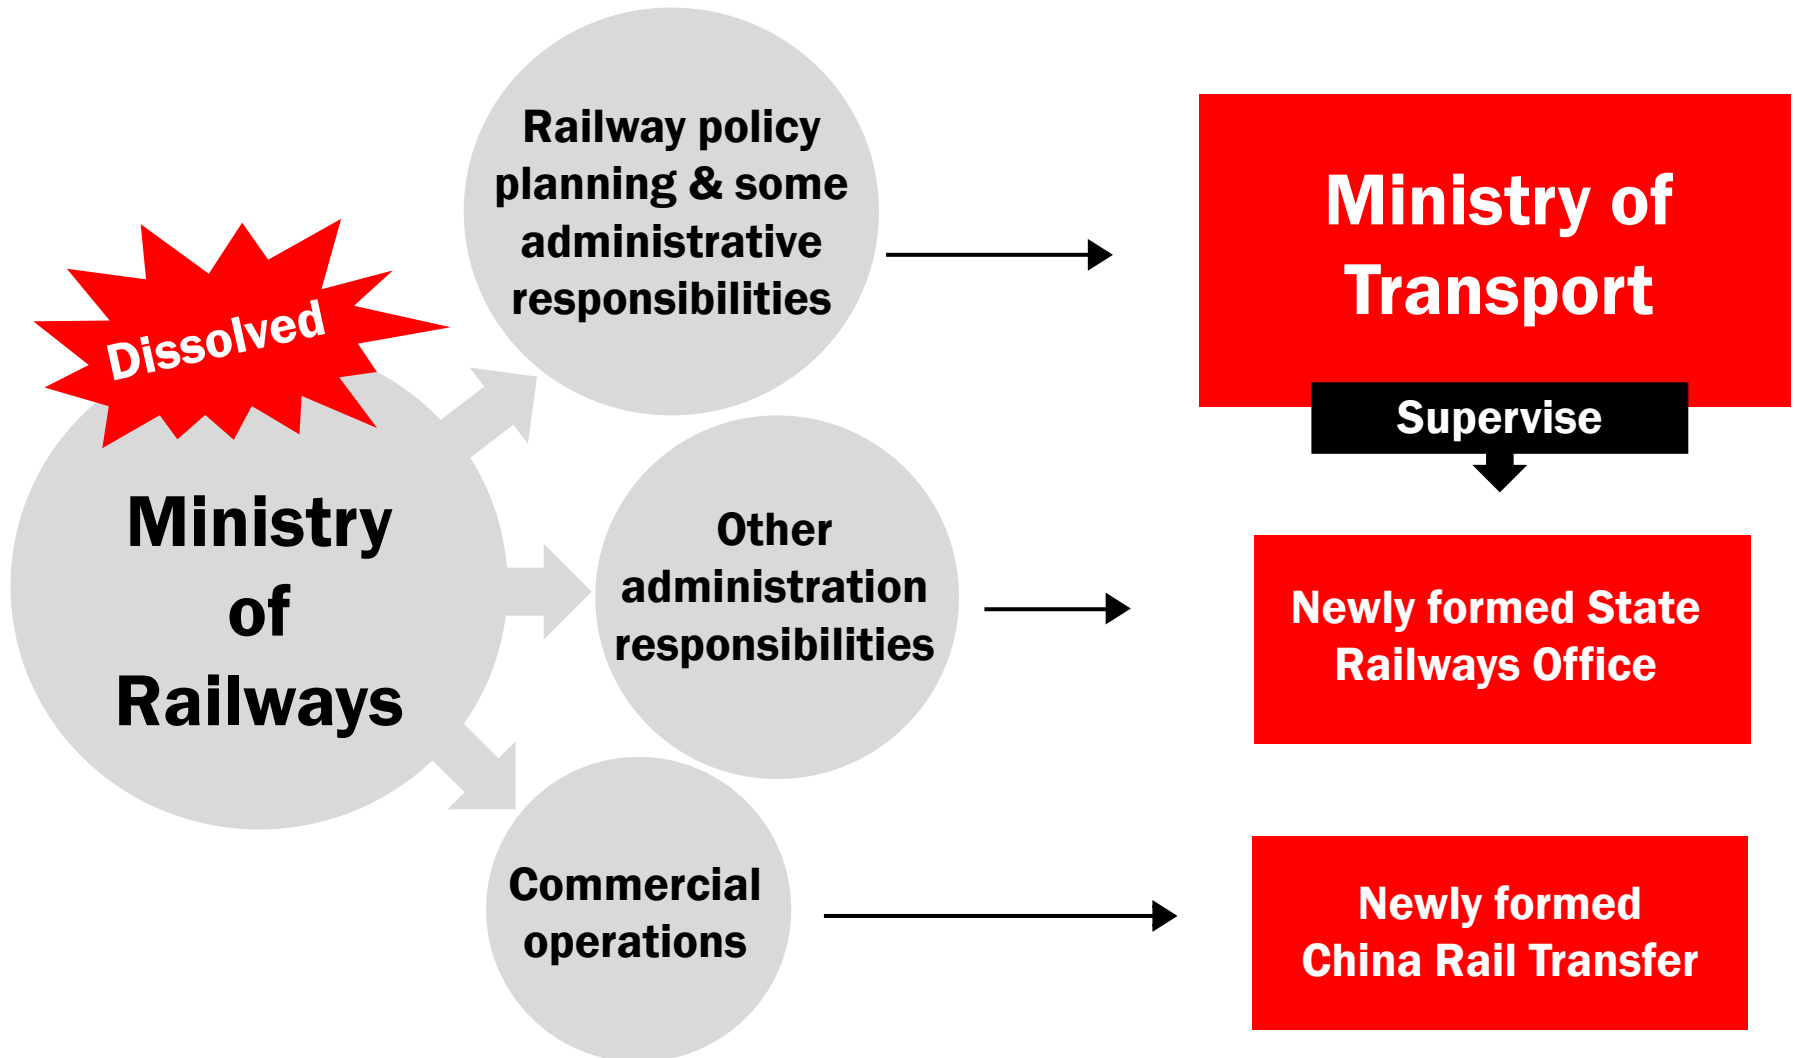 Dissolved
Ministry
of
Railways
Railway policy
planning & some
administrative
responsibilities
Other
administration
responsibilities
Commercial
operations
Ministry of
Transport
Supervise
Newly formed State
Railways Office
Newly formed
China Rail Transfer